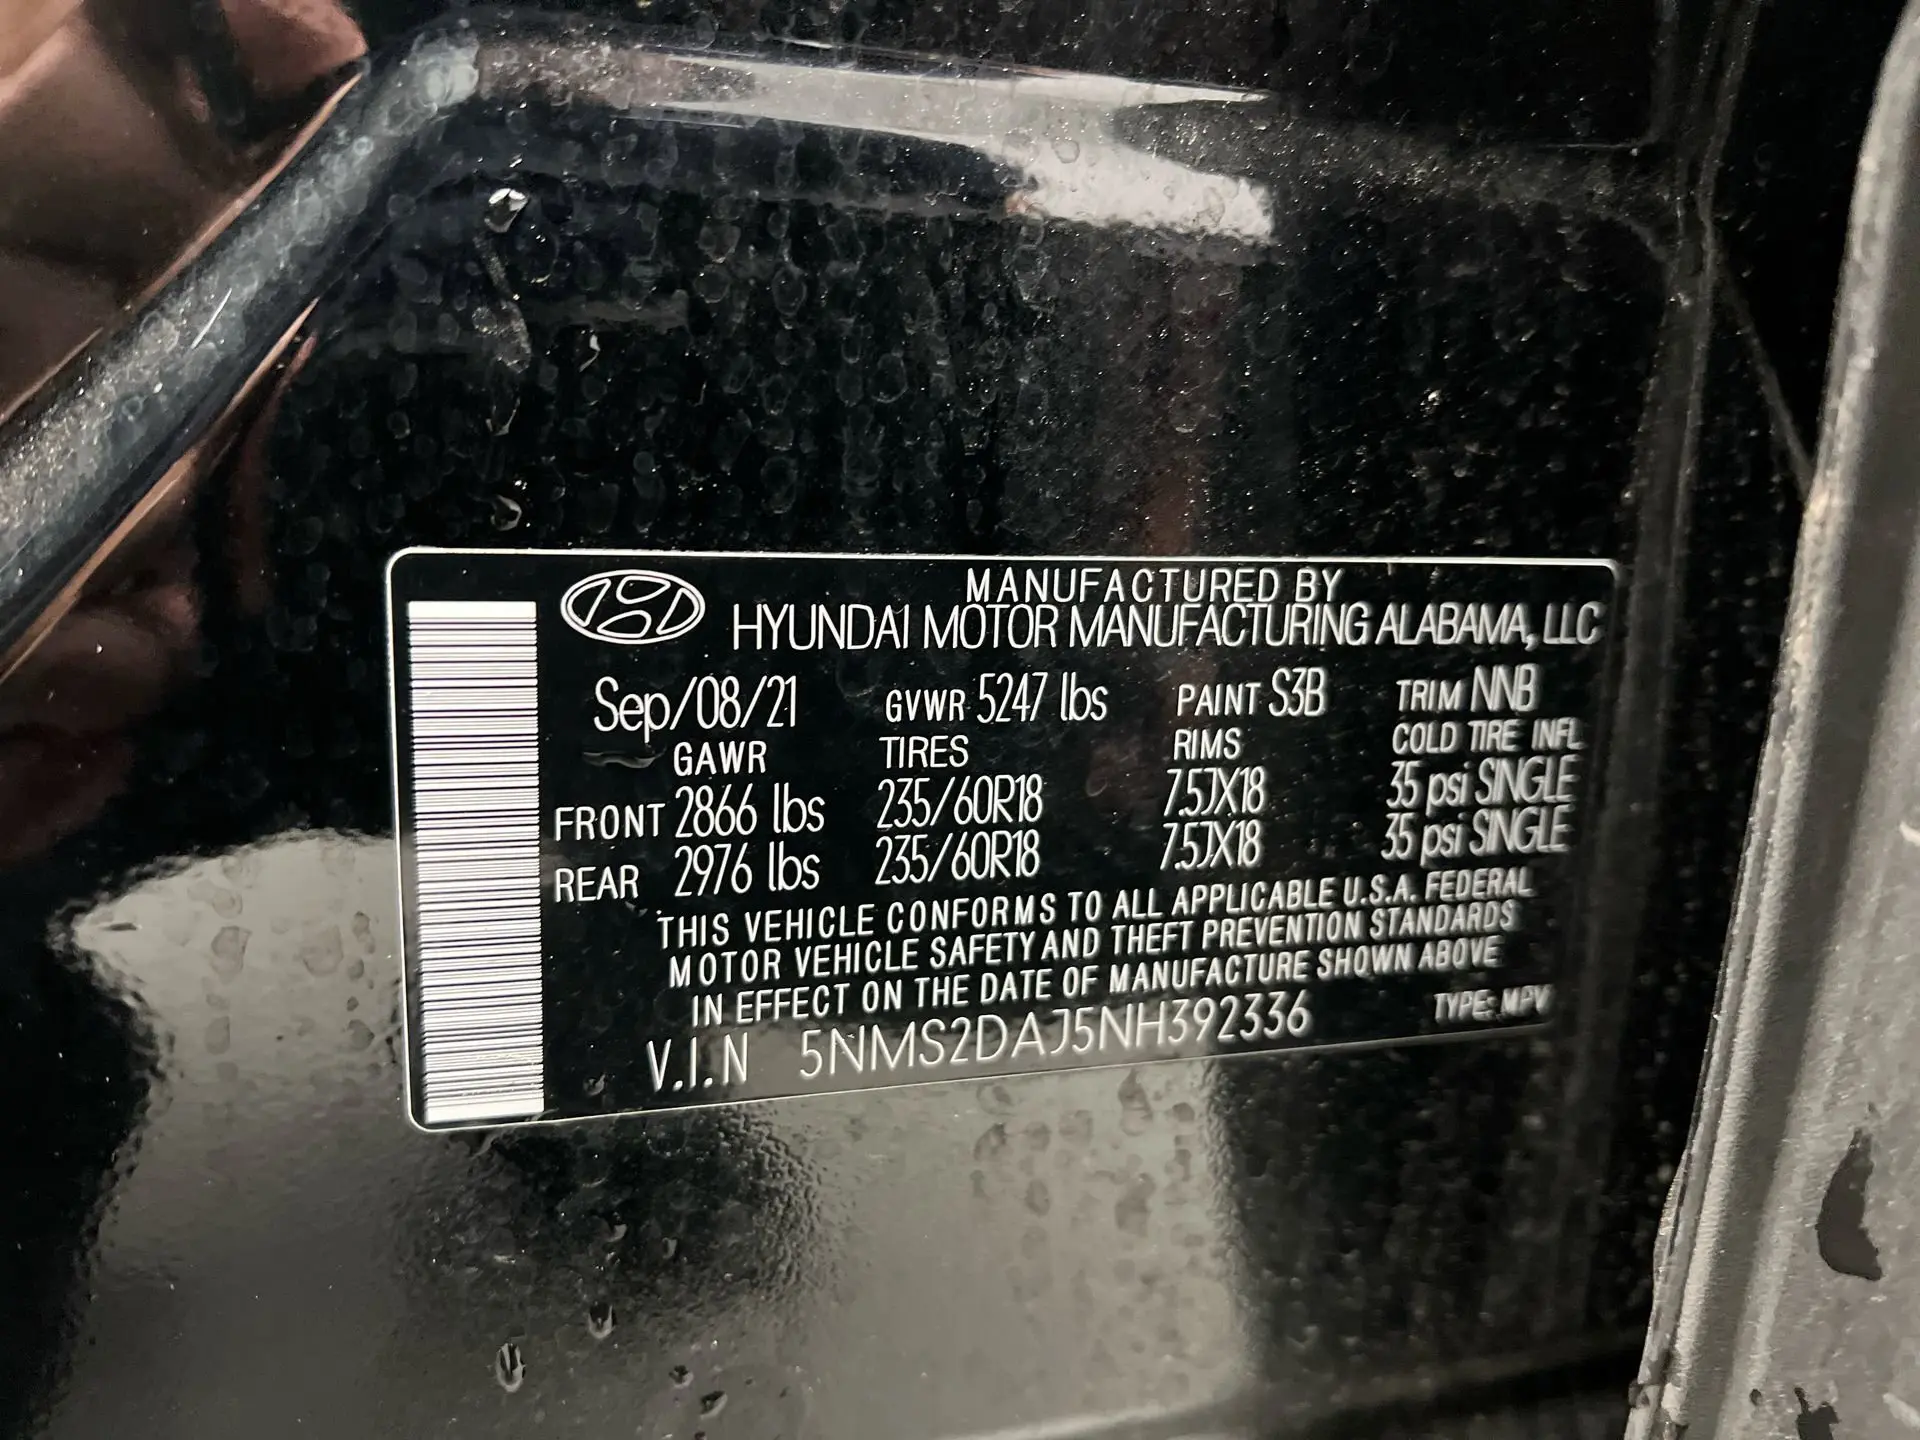 MANUFACTURED BY
HYUNDAI MOTOR MANUFACTURING ALABAMA, LLC
Sep/08/21 GVWR 5247 lbs PAINT S3B TRIM NNB
GAWR TIRES RIMS COLD TIRE INFL
FRONT 2866 lbs 235/60R18 7.5JX18 35 psi SINGLE
REAR 2976 lbs 235/60R18 7.5JX18 35 psi SINGLE
THIS VEHICLE CONFORMS TO ALL APPLICABLE U.S.A. FEDERAL
MOTOR VEHICLE SAFETY AND THEFT PREVENTION STANDARDS
IN EFFECT ON THE DATE OF MANUFACTURE SHOWN ABOVE
V.I.N 5NMS2DAJ5NH392336 TYPE: MPV